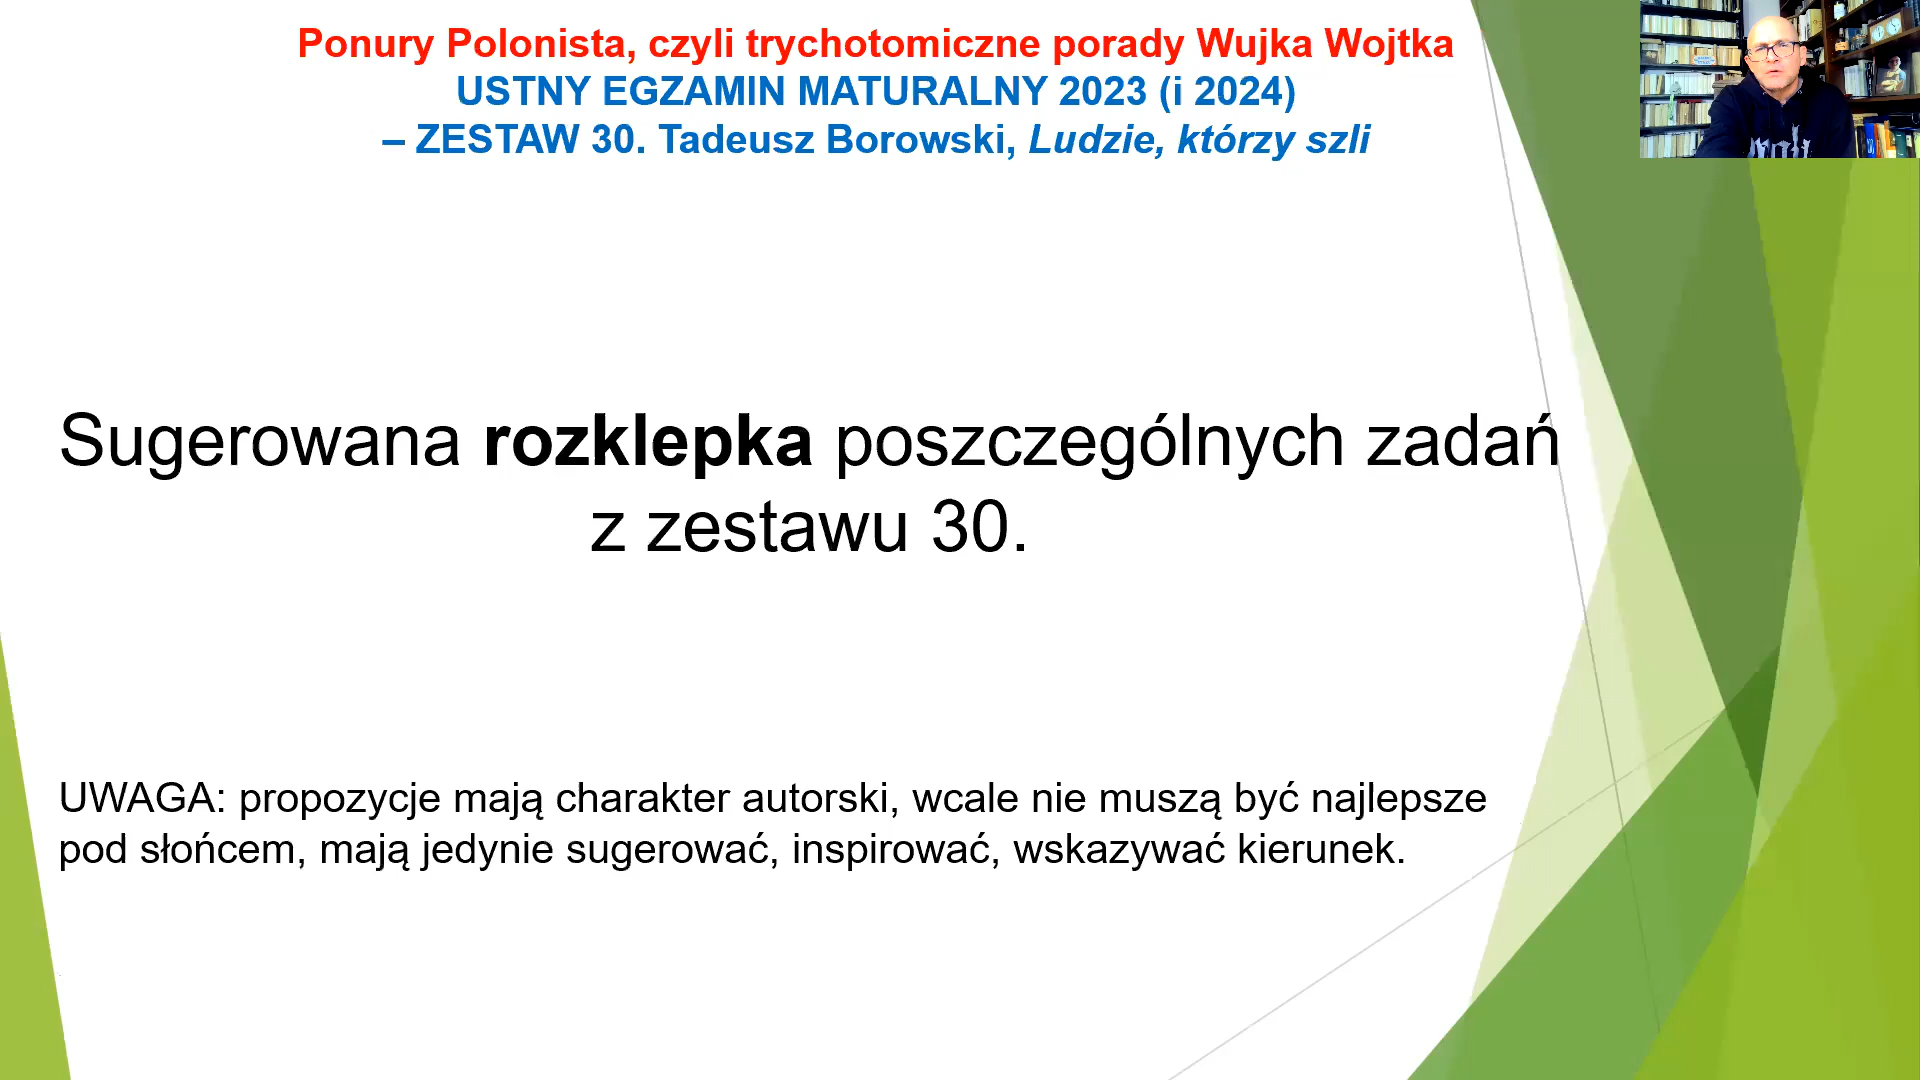 Ponury Polonista, czyli trychotomiczne porady Wujka Wojtka
USTNY EGZAMIN MATURALNY 2023 (i 2024)
– ZESTAW 30. Tadeusz Borowski, Ludzie, którzy szli
Sugerowana rozklepka poszczególnych zadań
z zestawu 30.
UWAGA: propozycje mają charakter autorski, wcale nie muszą być najlepsze
pod słońcem, mają jedynie sugerować, inspirować, wskazywać kierunek.